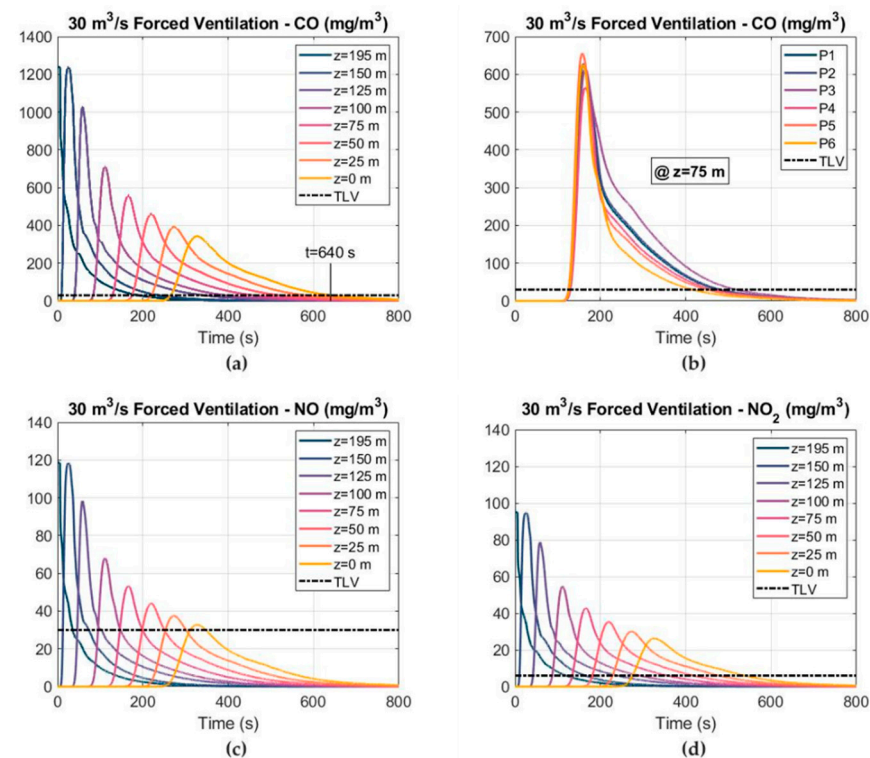 30 m³/s Forced Ventilation - CO (mg/m³)
1400
1200
1000
800
600
400
200
0
z=195 m
z=150 m
z=125 m
z=100 m
z=75 m
z=50 m
z=25 m
z=0 m
TLV
t=640 s
0 200 400 600 800
Time (s)
(a)
30 m³/s Forced Ventilation - CO (mg/m³)
700
600
500
400
300
200
100
0
P1
P2
P3
P4
P5
P6
TLV
@ z=75 m
0 200 400 600 800
Time (s)
(b)
30 m³/s Forced Ventilation - NO (mg/m³)
140
120
100
80
60
40
20
0
z=195 m
z=150 m
z=125 m
z=100 m
z=75 m
z=50 m
z=25 m
z=0 m
TLV
0 200 400 600 800
Time (s)
(c)
30 m³/s Forced Ventilation - NO₂ (mg/m³)
140
120
100
80
60
40
20
0
z=195 m
z=150 m
z=125 m
z=100 m
z=75 m
z=50 m
z=25 m
z=0 m
TLV
0 200 400 600 800
Time (s)
(d)